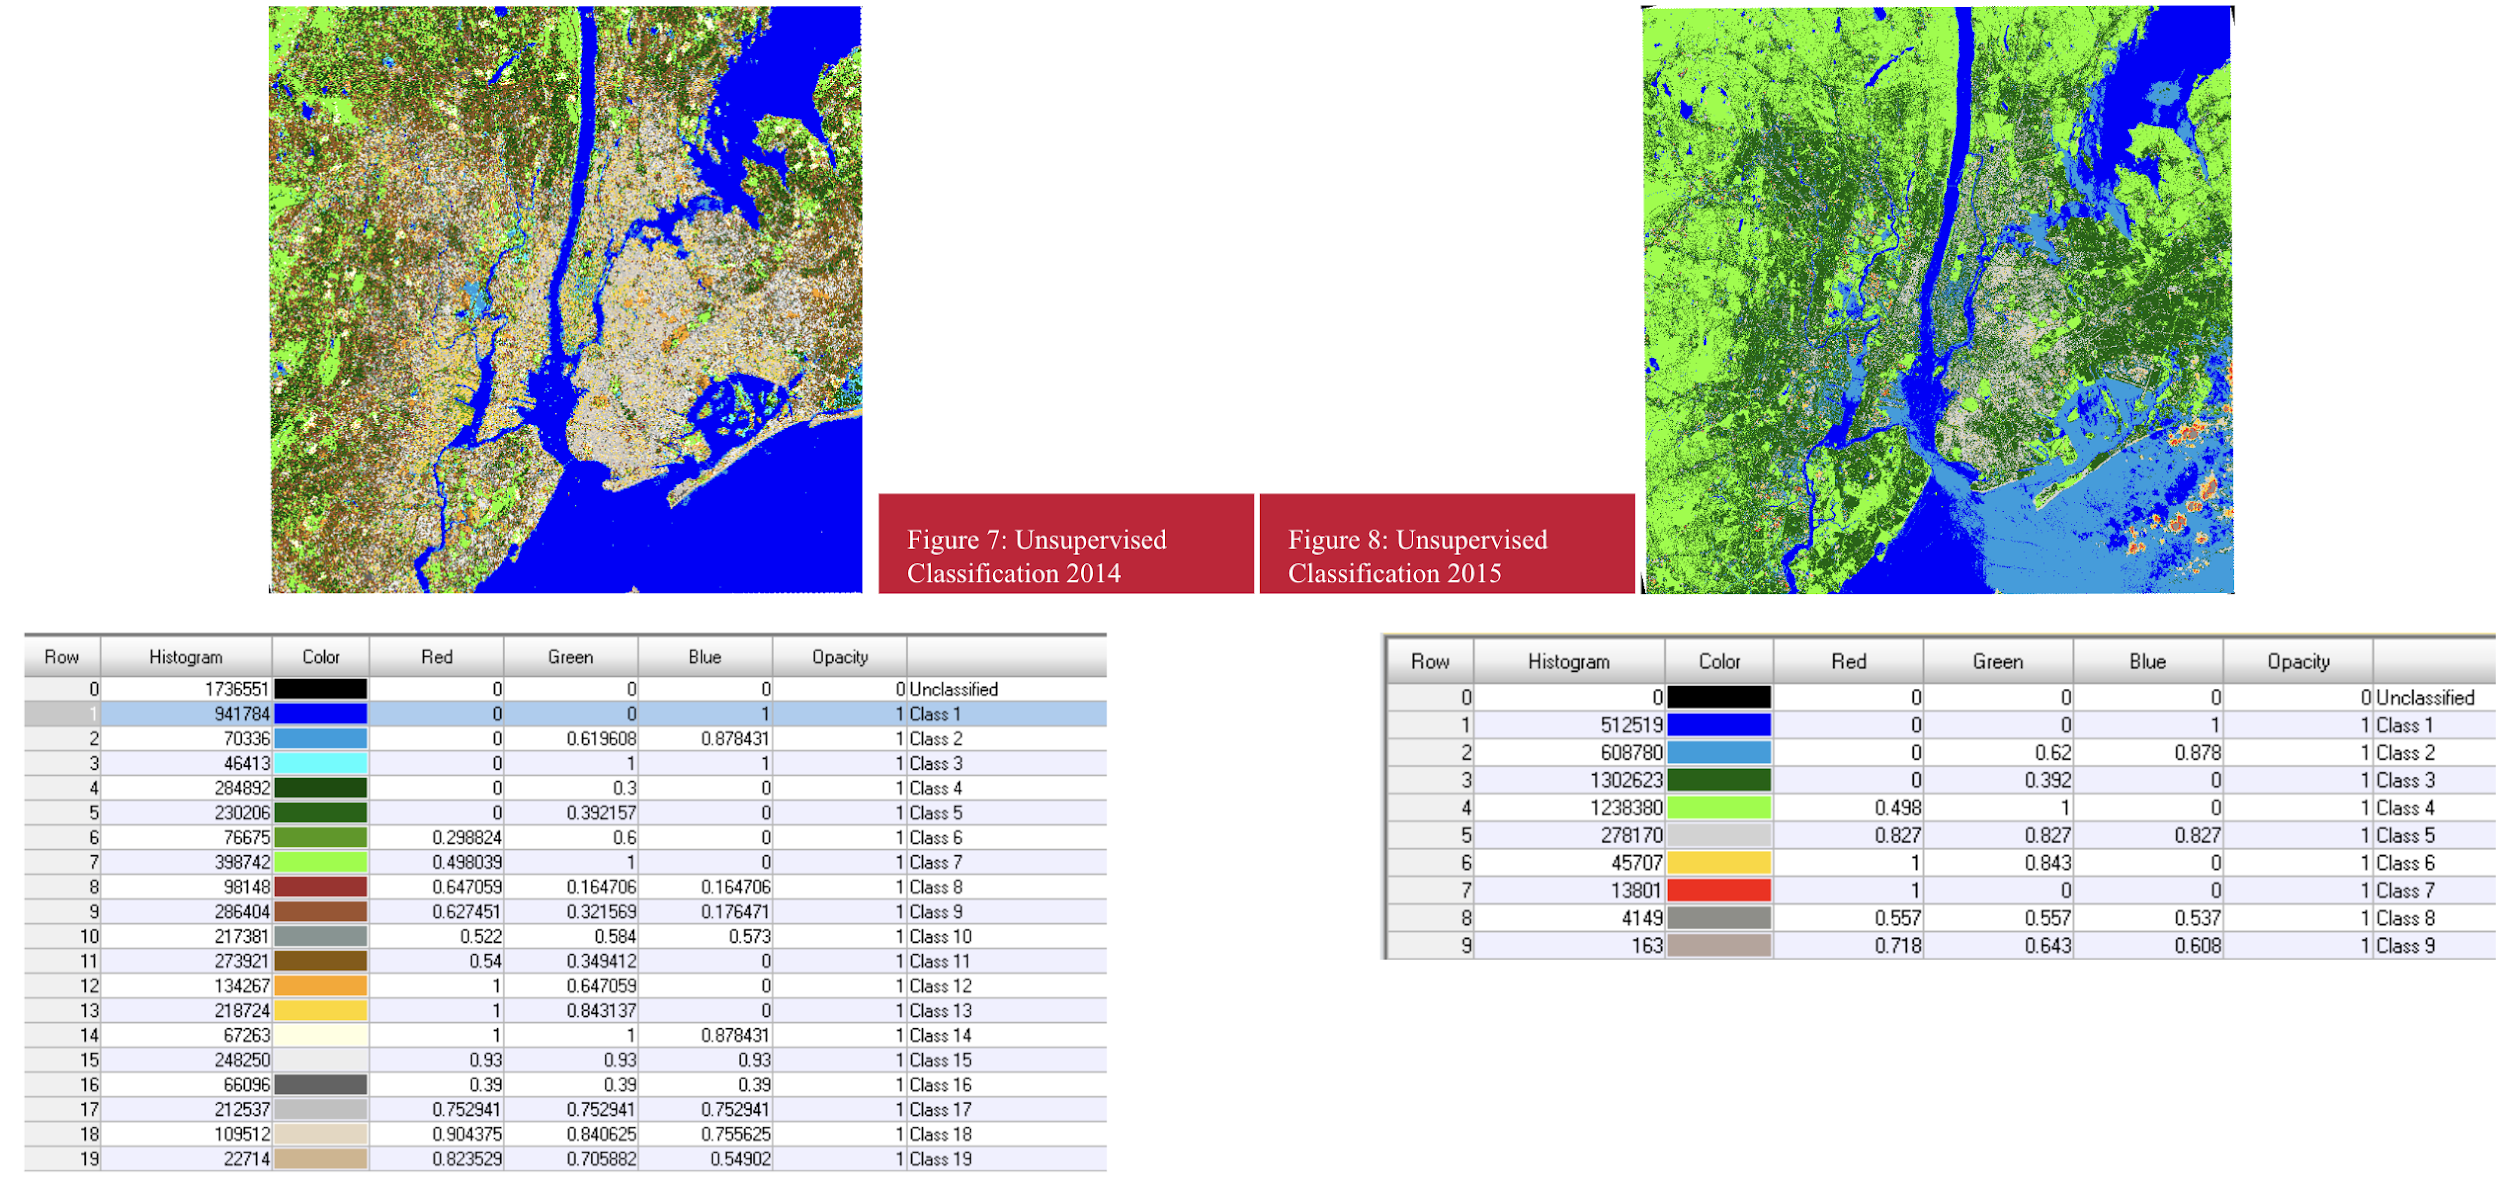 Figure 7: Unsupervised
Classification 2014
Figure 8: Unsupervised
Classification 2015
Row Histogram Color Red Green Blue Opacity
0 1736551 0 0 0 0 Unclassified
1 941784 0 0 1 1 Class 1
2 70336 0 0.619608 0.878431 1 Class 2
3 46413 0 1 1 1 Class 3
4 284892 0 0.3 0 1 Class 4
5 230206 0 0.392157 0 1 Class 5
6 76675 0.298824 0.6 0 1 Class 6
7 398742 0.498039 1 0 1 Class 7
8 98148 0.647059 0.164706 0.164706 1 Class 8
9 286404 0.627451 0.321569 0.176471 1 Class 9
10 217381 0.522 0.584 0.573 1 Class 10
11 273921 0.54 0.349412 0 1 Class 11
12 134267 1 0.647059 0 1 Class 12
13 218724 1 0.843137 0 1 Class 13
14 67263 1 1 0.878431 1 Class 14
15 248250 0.93 0.93 0.93 1 Class 15
16 66096 0.39 0.39 0.39 1 Class 16
17 212537 0.752941 0.752941 0.752941 1 Class 17
18 109512 0.904375 0.840625 0.755625 1 Class 18
19 22714 0.823529 0.705882 0.54902 1 Class 19
Row Histogram Color Red Green Blue Opacity
0 0 0 0 0 0 Unclassified
1 512519 0 0 1 1 Class 1
2 608780 0 0.62 0.878 1 Class 2
3 1302623 0 0.392 0 1 Class 3
4 1238380 0.498 1 0 1 Class 4
5 278170 0.827 0.827 0.827 1 Class 5
6 45707 1 0.843 0 1 Class 6
7 13801 1 0 0 1 Class 7
8 4149 0.557 0.557 0.537 1 Class 8
9 163 0.718 0.643 0.608 1 Class 9